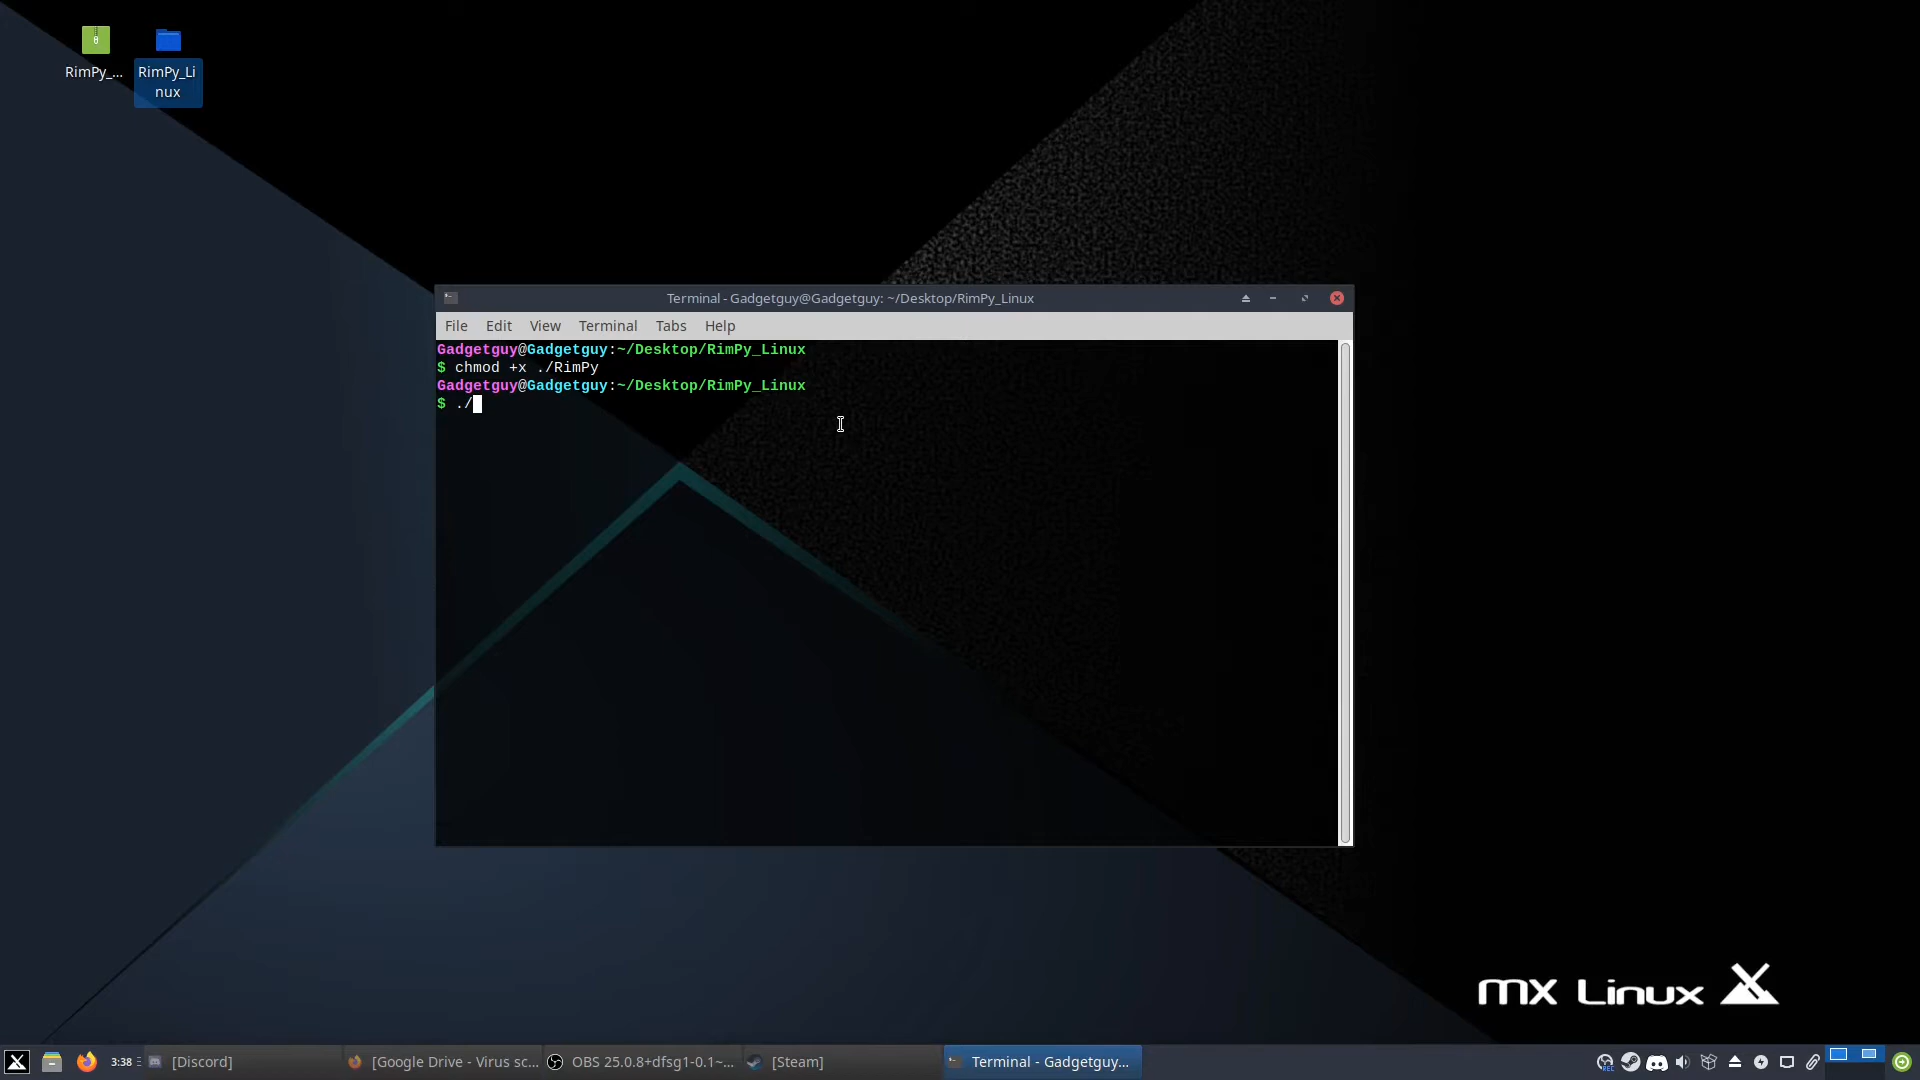 RimPy_...
RimPy_Li
nux
Terminal - Gadgetguy@Gadgetguy: ~/Desktop/RimPy_Linux
File Edit View Terminal Tabs Help
Gadgetguy@Gadgetguy:~/Desktop/RimPy_Linux
$ chmod +x ./RimPy
Gadgetguy@Gadgetguy:~/Desktop/RimPy_Linux
$ ./
mx Linux
3:38 [Discord] [Google Drive - Virus sc... OBS 25.0.8+dfsg1-0.1~... [Steam] Terminal - Gadgetguy... REC